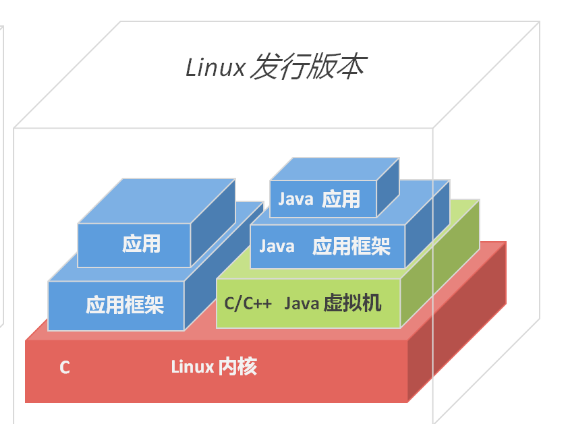 Linux 发行版本
Java 应用
应用
Java 应用框架
应用框架
C/C++ Java 虚拟机
C Linux 内核